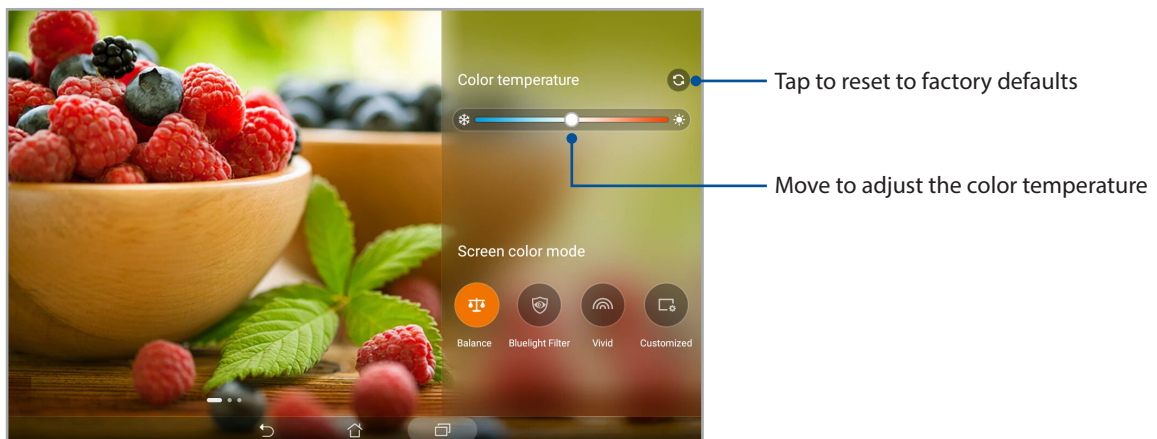 Color temperature
Tap to reset to factory defaults
Move to adjust the color temperature
Screen color mode
Balance Bluelight Filter Vivid Customized